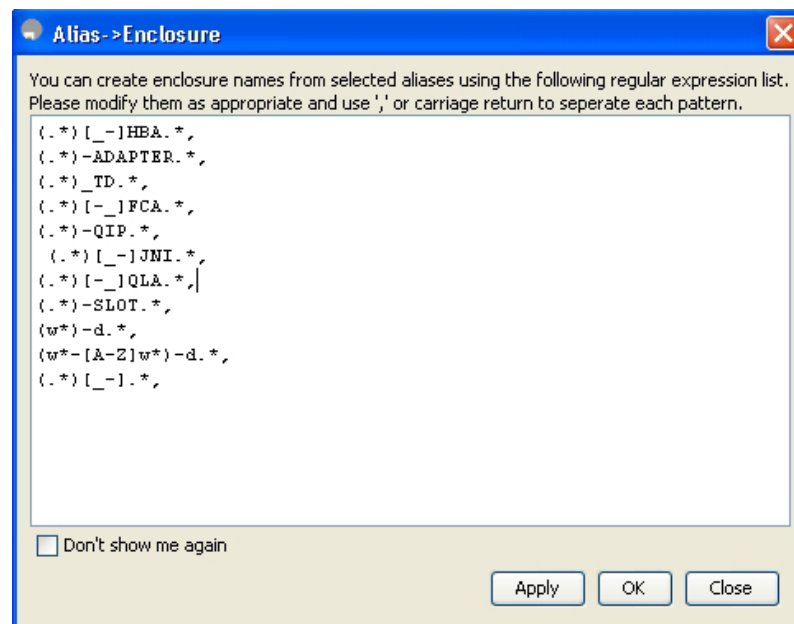 Alias->Enclosure
You can create enclosure names from selected aliases using the following regular expression list.
Please modify them as appropriate and use ',' or carriage return to seperate each pattern.
(.*)[_-]HBA.*,
(.*)-ADAPTER.*,
(.*)_TD.*,
(.*)[-_]FCA.*,
(.*)-QIP.*,
(.*)[_-]JNI.*,
(.*)[-_]QLA.*,
(.*)-SLOT.*,
(w*)-d.*,
(w*-[A-Z]w*)-d.*,
(.*)[_-].*,
Don't show me again
Apply OK Close